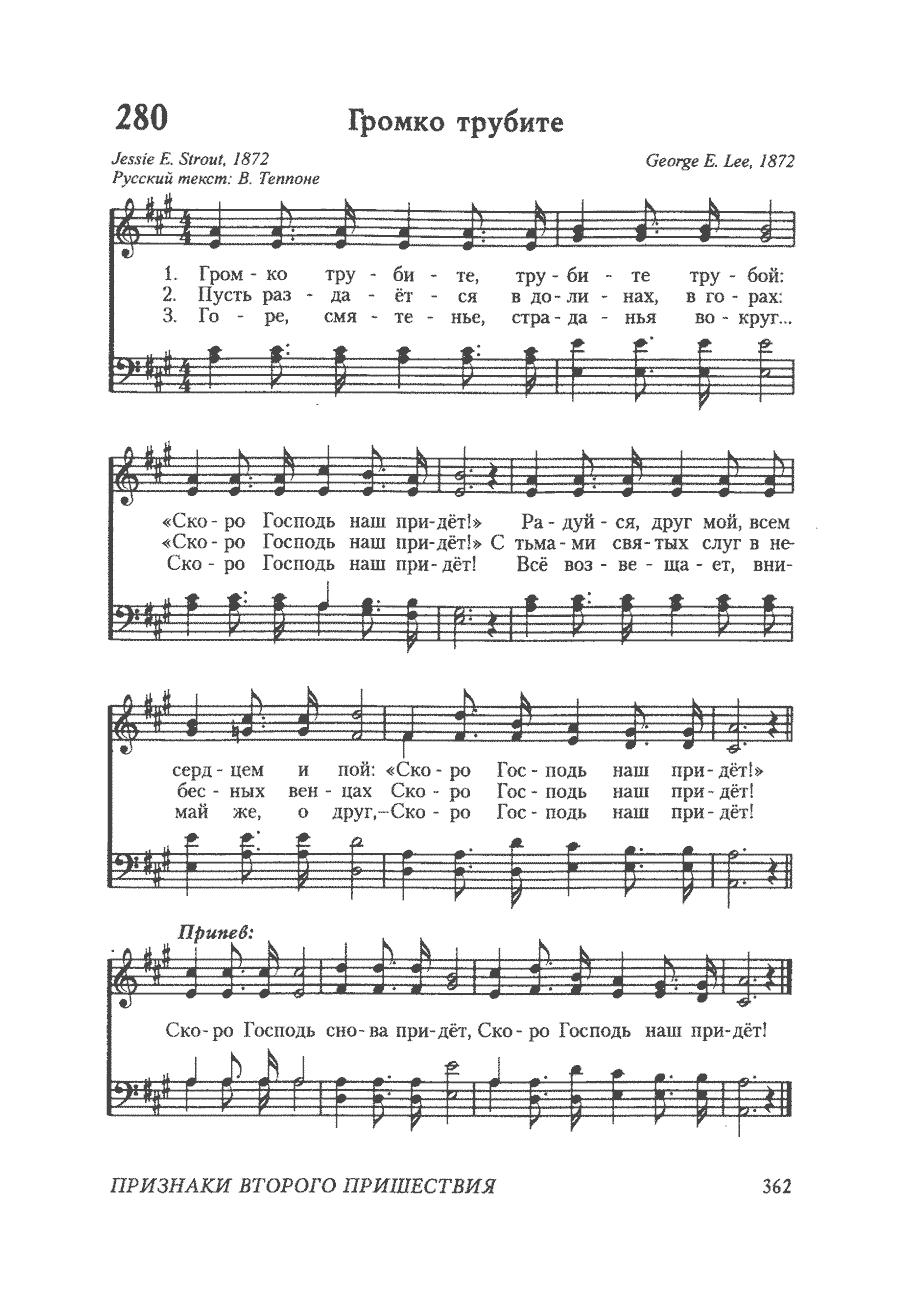 280 Громко трубите
Jessie E. Strout, 1872 George E. Lee, 1872
Русский текст: В. Теппоне
1. Гром - ко тру - би - те, тру - би - те тру - бой:
2. Пусть раз - да - ёт - ся в до - ли - нах, в го - рах:
3. Го - ре, смя - те - нье, стра - да - нья во - круг...
«Ско - ро Господь наш при-дёт!» Ра - дуй - ся, друг мой, всем
«Ско - ро Господь наш при-дёт!» С тьма - ми свя - тых слуг в не-
Ско - ро Господь наш при - дёт! Всё воз - ве - ща - ет, вни-
серд - цем и пой: «Ско - ро Гос - подь наш при - дёт!»
бес - ных вен - цах Ско - ро Гос - подь наш при - дёт!
май же, о друг,–Ско - ро Гос - подь наш при - дёт!
Припев:
Ско - ро Господь сно - ва при-дёт, Ско - ро Господь наш при-дёт!
ПРИЗНАКИ ВТОРОГО ПРИШЕСТВИЯ 362